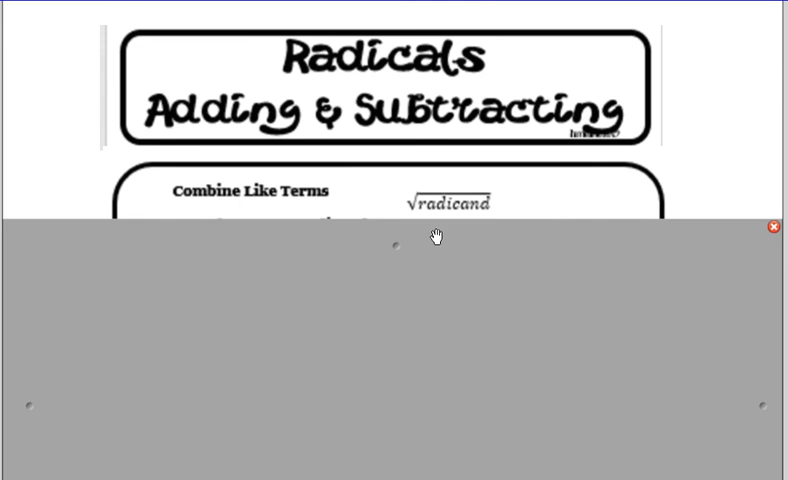 Radicals
Adding & Subtracting
Combine Like Terms
√radicand